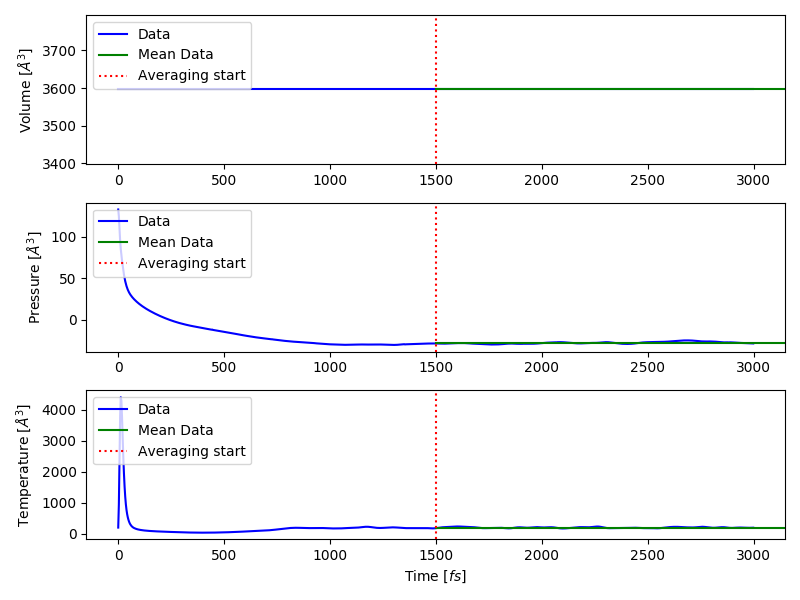 Volume [Å³]
3700
3600
3500
3400
Data
Mean Data
Averaging start
0 500 1000 1500 2000 2500 3000
Pressure [Å³]
100
50
0
Data
Mean Data
Averaging start
0 500 1000 1500 2000 2500 3000
Temperature [Å³]
4000
3000
2000
1000
0
Data
Mean Data
Averaging start
0 500 1000 1500 2000 2500 3000
Time [fs]